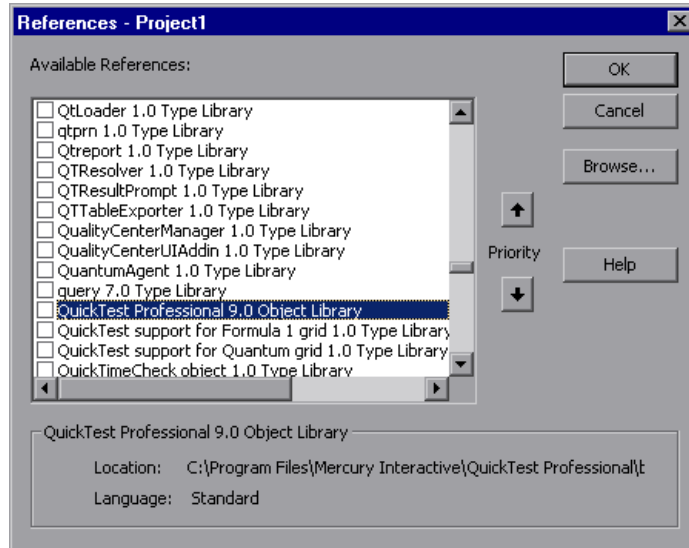 References - Project1
Available References:
QtLoader 1.0 Type Library
qtprn 1.0 Type Library
Qtreport 1.0 Type Library
QTResolver 1.0 Type Library
QTResultPrompt 1.0 Type Library
QTTableExporter 1.0 Type Library
QualityCenterManager 1.0 Type Library
QualityCenterUIAddin 1.0 Type Library
QuantumAgent 1.0 Type Library
query 7.0 Type Library
QuickTest Professional 9.0 Object Library
QuickTest support for Formula 1 grid 1.0 Type Library
QuickTest support for Quantum grid 1.0 Type Library
QuickTimeCheck object 1.0 Type Library
Priority
OK
Cancel
Browse...
Help
QuickTest Professional 9.0 Object Library
Location: C:\Program Files\Mercury Interactive\QuickTest Professional\t
Language: Standard